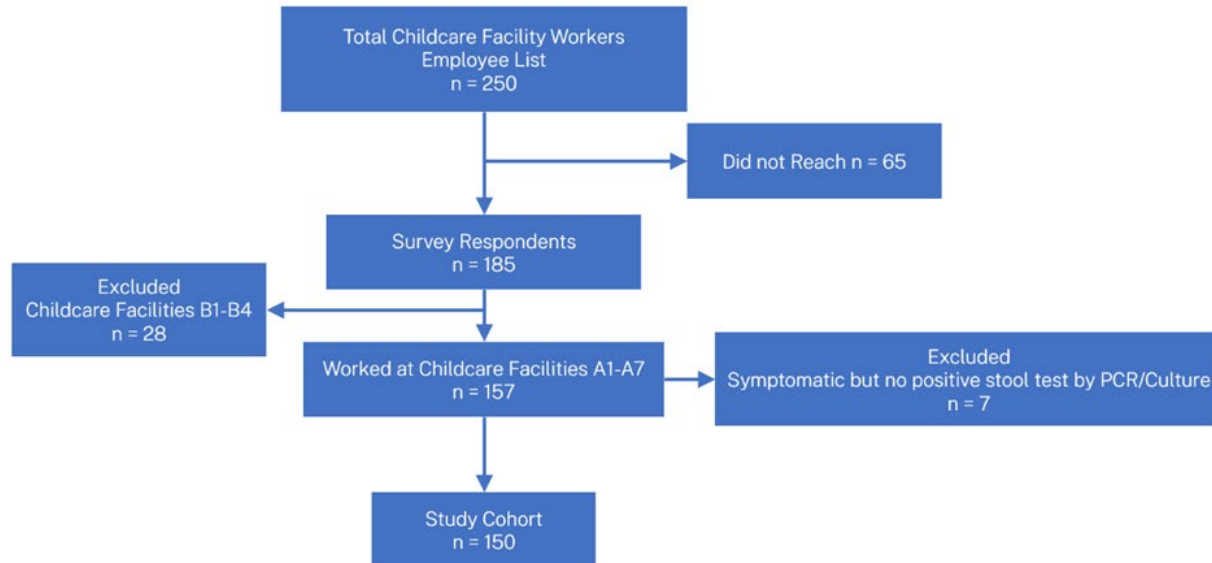 Total Childcare Facility Workers
Employee List
n = 250
Did not Reach n = 65
Survey Respondents
n = 185
Excluded
Childcare Facilities B1-B4
n = 28
Worked at Childcare Facilities A1-A7
n = 157
Excluded
Symptomatic but no positive stool test by PCR/Culture
n = 7
Study Cohort
n = 150